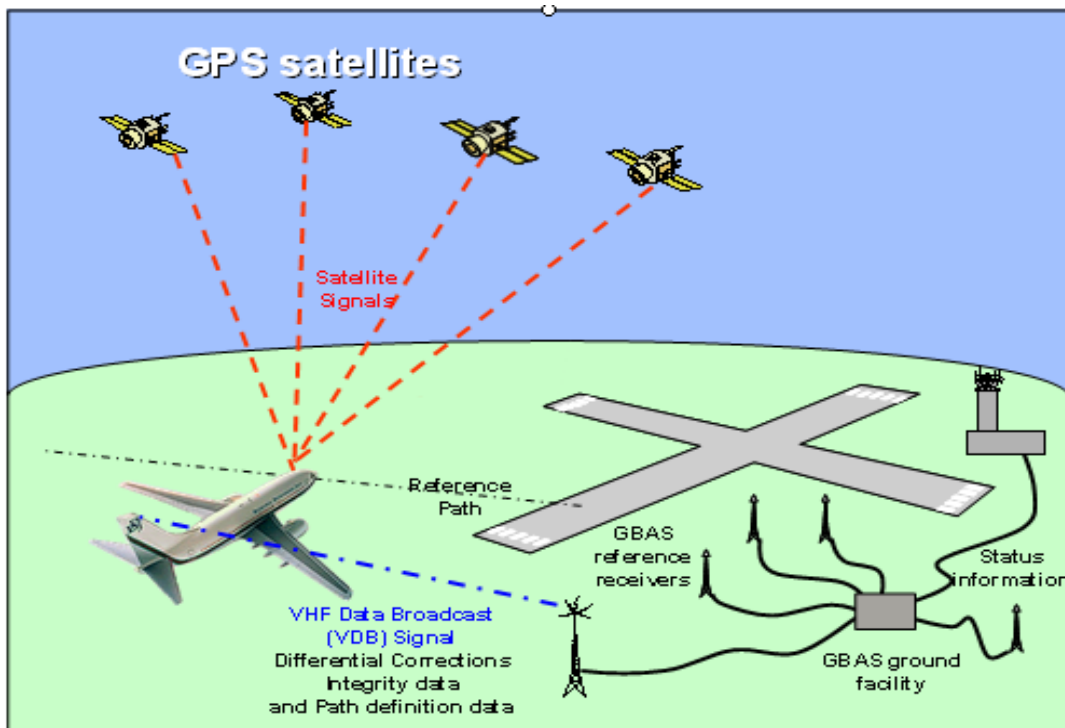 GPS satellites
Satellite
Signals
Reference
Path
GBAS
reference
receivers
Status
information
VHF Data Broadcast
(VDB) Signal
Differential Corrections
Integrity data
and Path definition data
GBAS ground
facility